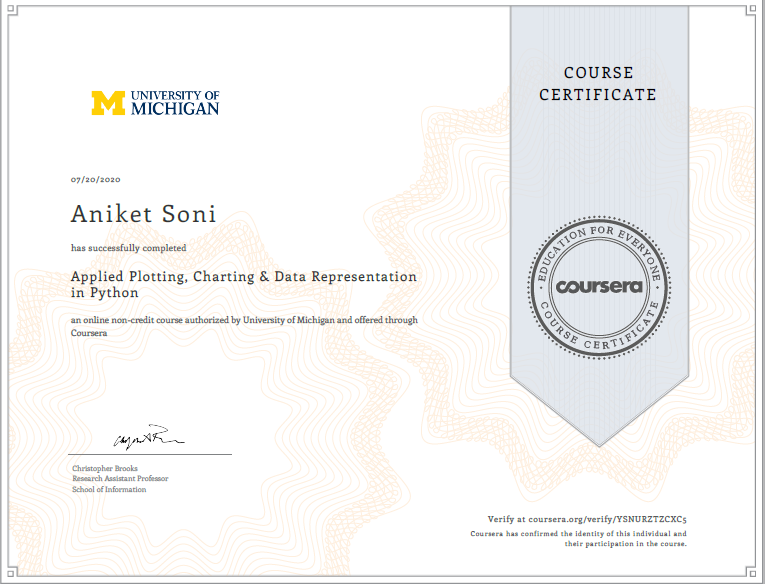 UNIVERSITY OF
MICHIGAN
COURSE
CERTIFICATE
07/20/2020
Aniket Soni
has successfully completed
Applied Plotting, Charting & Data Representation
in Python
an online non-credit course authorized by University of Michigan and offered through
Coursera
EDUCATION FOR EVERYONE
coursera
COURSE CERTIFICATE
Christopher Brooks
Research Assistant Professor
School of Information
Verify at coursera.org/verify/YSNURZTZCXC5
Coursera has confirmed the identity of this individual and
their participation in the course.